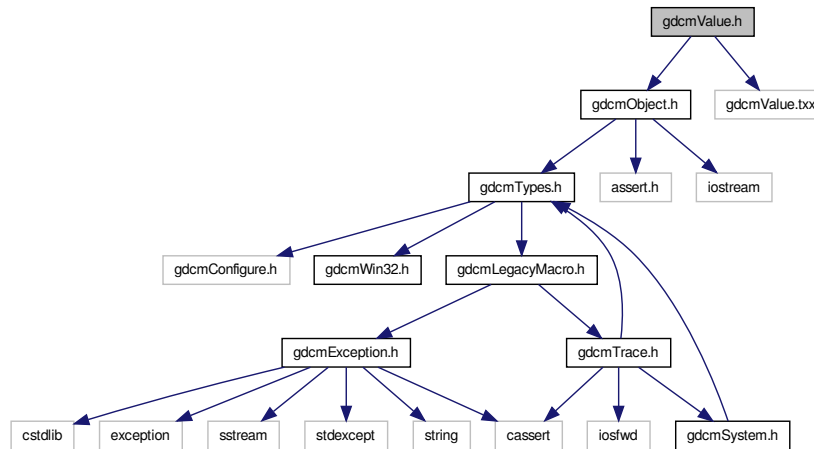 gdcmValue.h
gdcmObject.h
gdcmValue.txx
gdcmTypes.h
assert.h
iostream
gdcmConfigure.h
gdcmWin32.h
gdcmLegacyMacro.h
gdcmException.h
gdcmTrace.h
cstdlib
exception
sstream
stdexcept
string
cassert
iosfwd
gdcmSystem.h